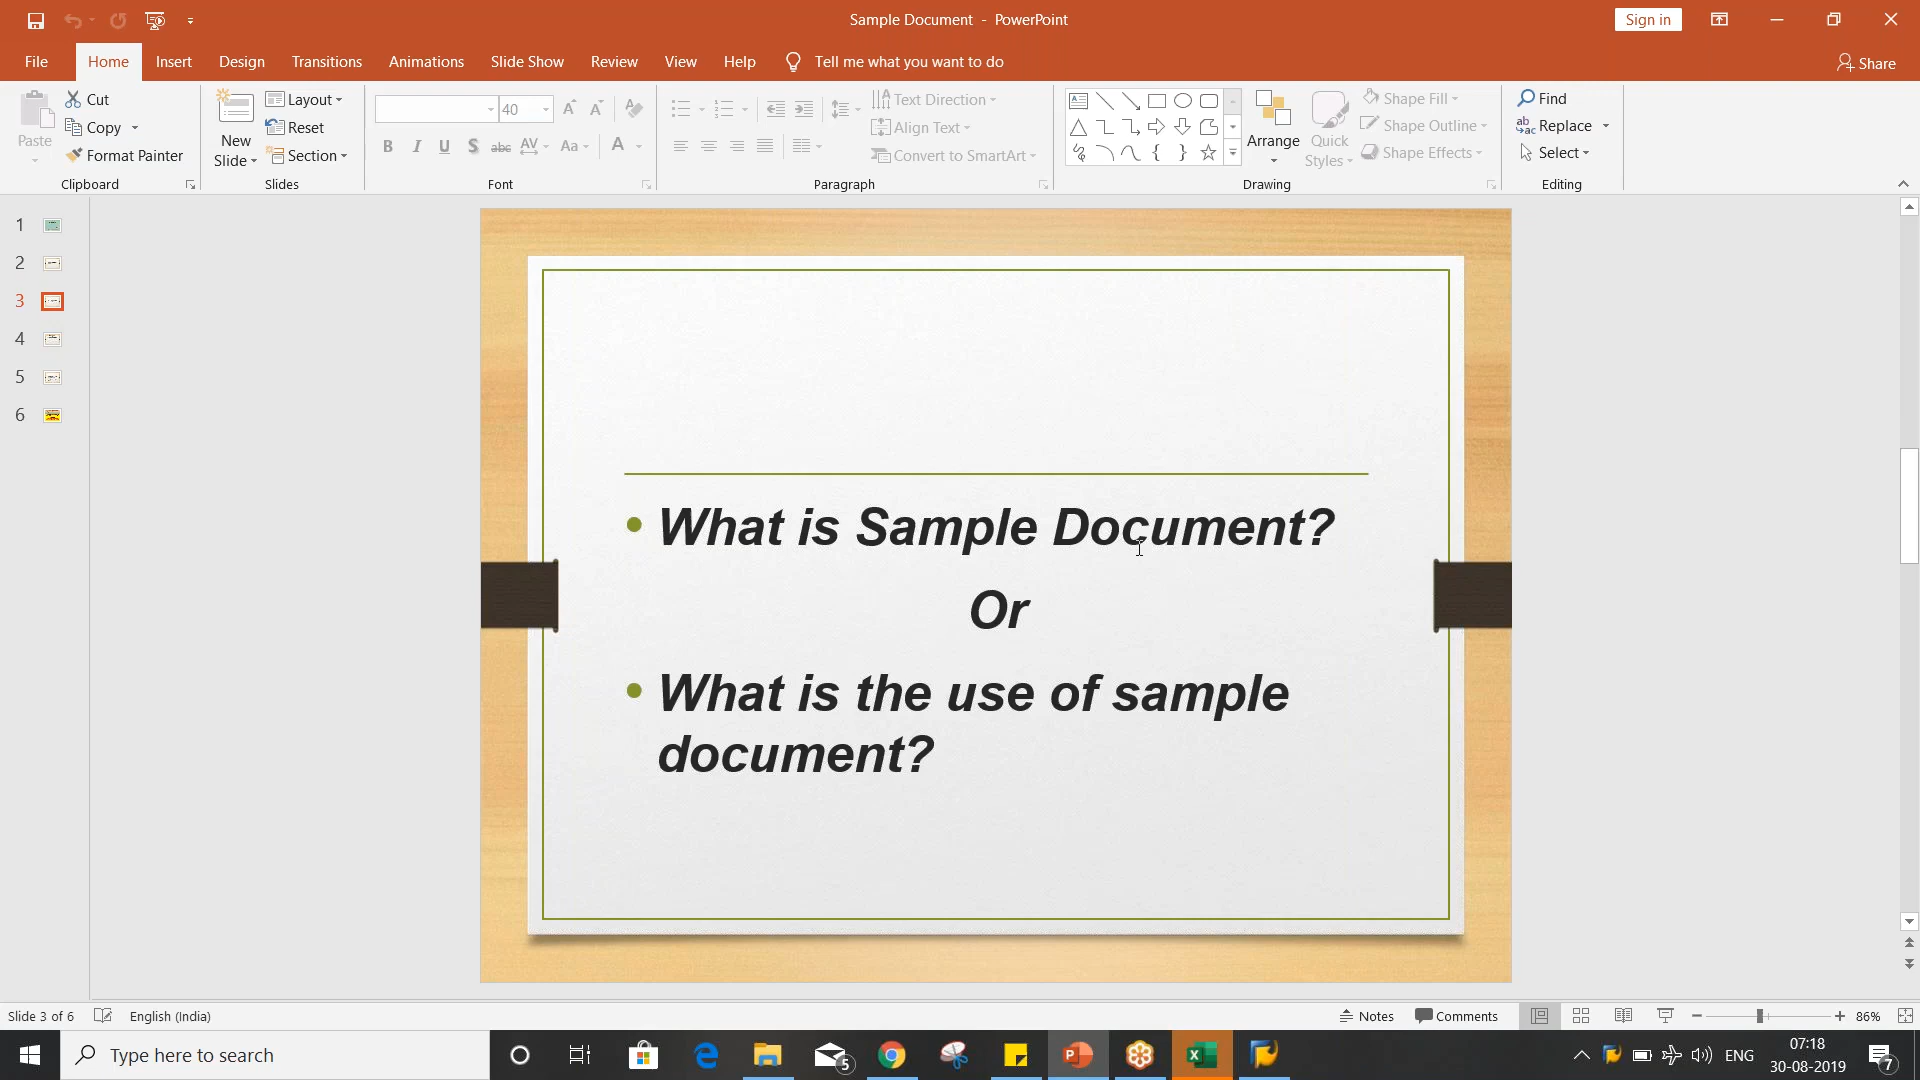 Sample Document - PowerPoint
Sign in
File Home Insert Design Transitions Animations Slide Show Review View Help Tell me what you want to do
Share
Paste
Cut
Copy
Format Painter
Clipboard
New
Slide
Layout
Reset
Section
Slides
40
B I U S abc AV Aa A
Font
Text Direction
Align Text
Convert to SmartArt
Paragraph
Arrange
Quick
Styles
Shape Fill
Shape Outline
Shape Effects
Drawing
Find
Replace
Select
Editing
1
2
3
4
5
6
What is Sample Document?
Or
What is the use of sample
document?
Slide 3 of 6 English (India)
Notes Comments 86%
Type here to search
5
ENG
07:18
30-08-2019
7